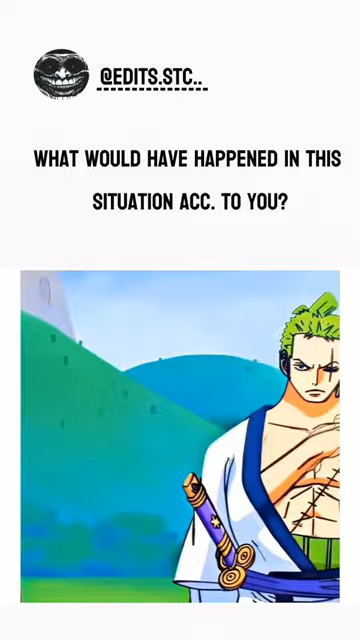 @EDITS.STC..
WHAT WOULD HAVE HAPPENED IN THIS
SITUATION ACC. TO YOU?